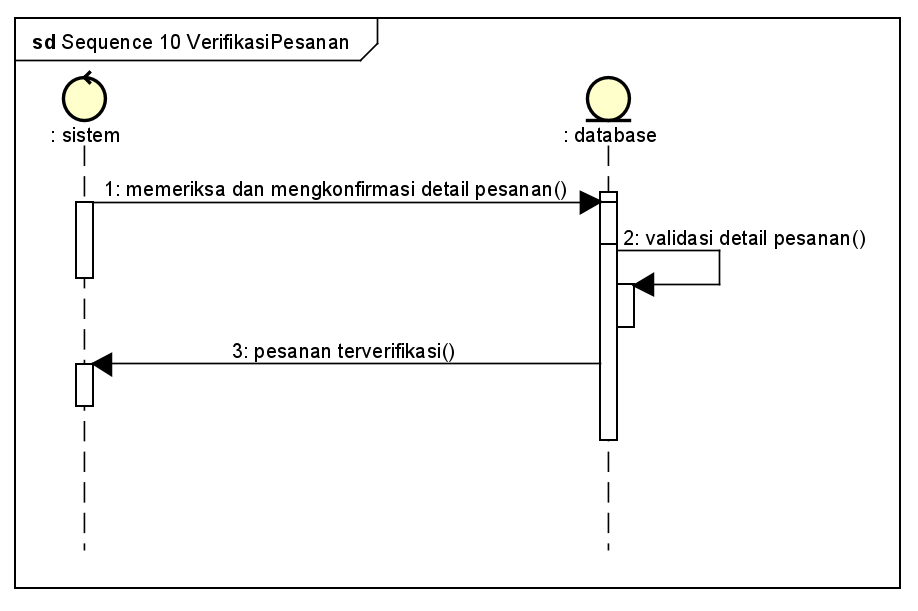 sd Sequence 10 VerifikasiPesanan
: sistem
: database
1: memeriksa dan mengkonfirmasi detail pesanan()
2: validasi detail pesanan()
3: pesanan terverifikasi()